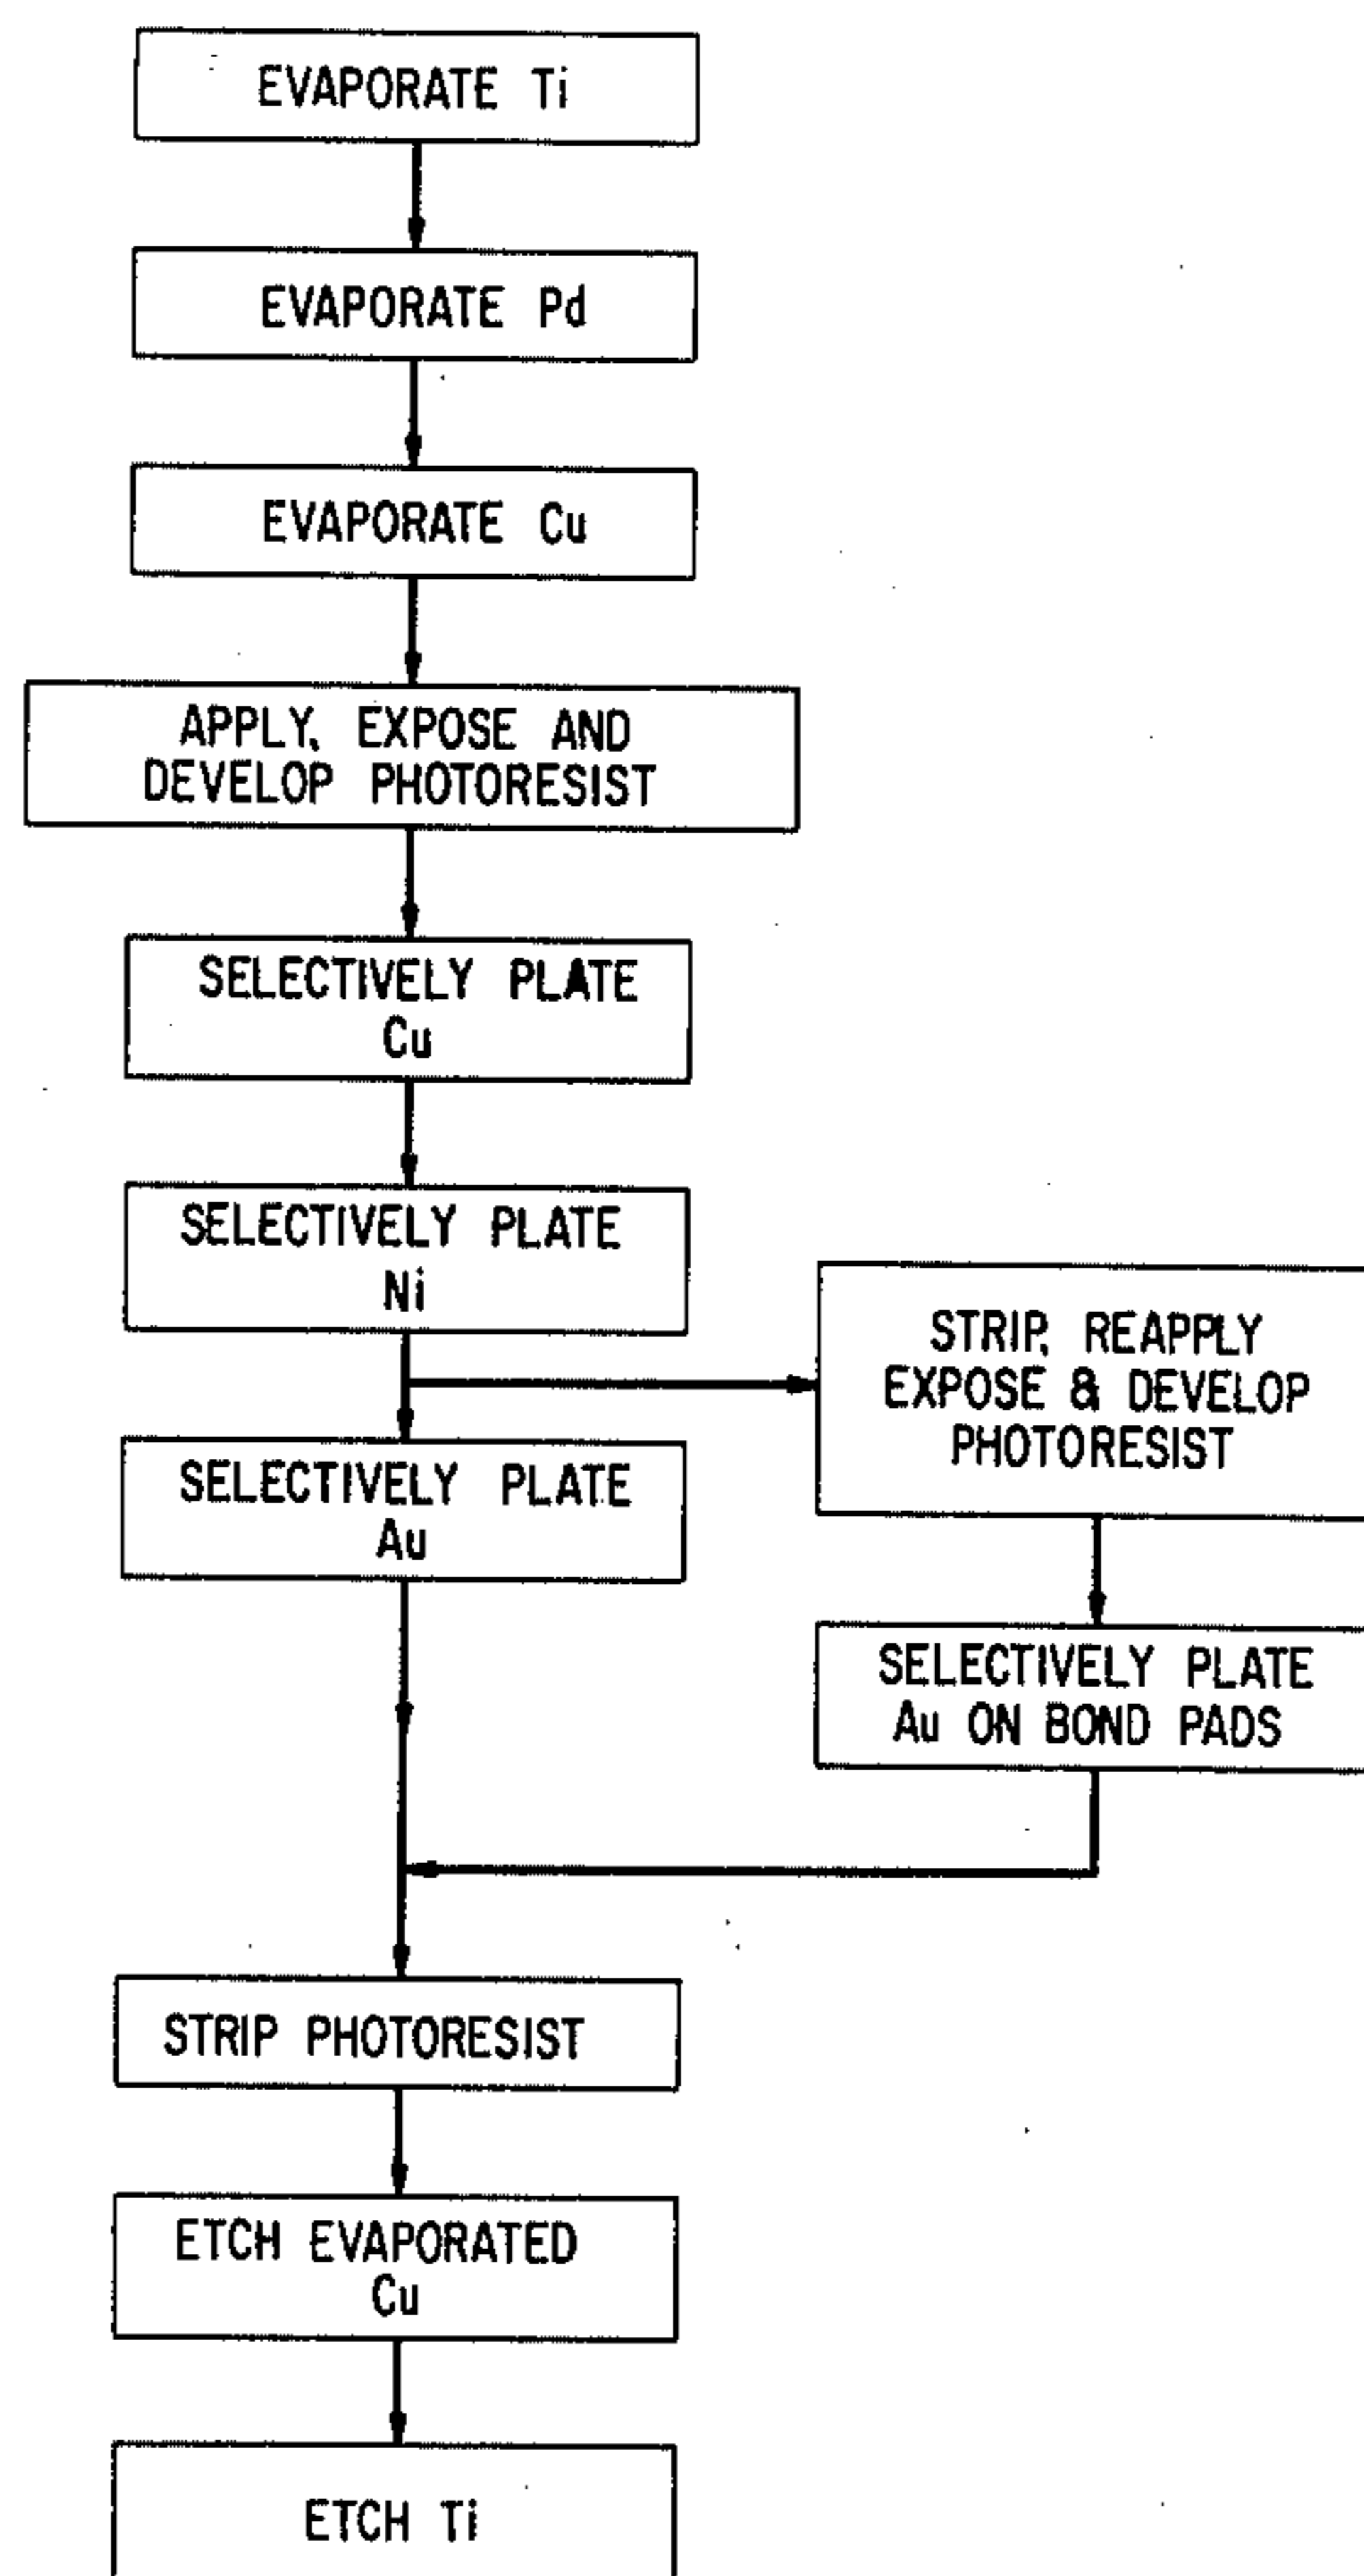 EVAPORATE Ti
EVAPORATE Pd
EVAPORATE Cu
APPLY, EXPOSE AND
DEVELOP PHOTORESIST
SELECTIVELY PLATE
Cu
SELECTIVELY PLATE
Ni
SELECTIVELY PLATE
Au
STRIP, REAPPLY
EXPOSE & DEVELOP
PHOTORESIST
SELECTIVELY PLATE
Au ON BOND PADS
STRIP PHOTORESIST
ETCH EVAPORATED
Cu
ETCH Ti